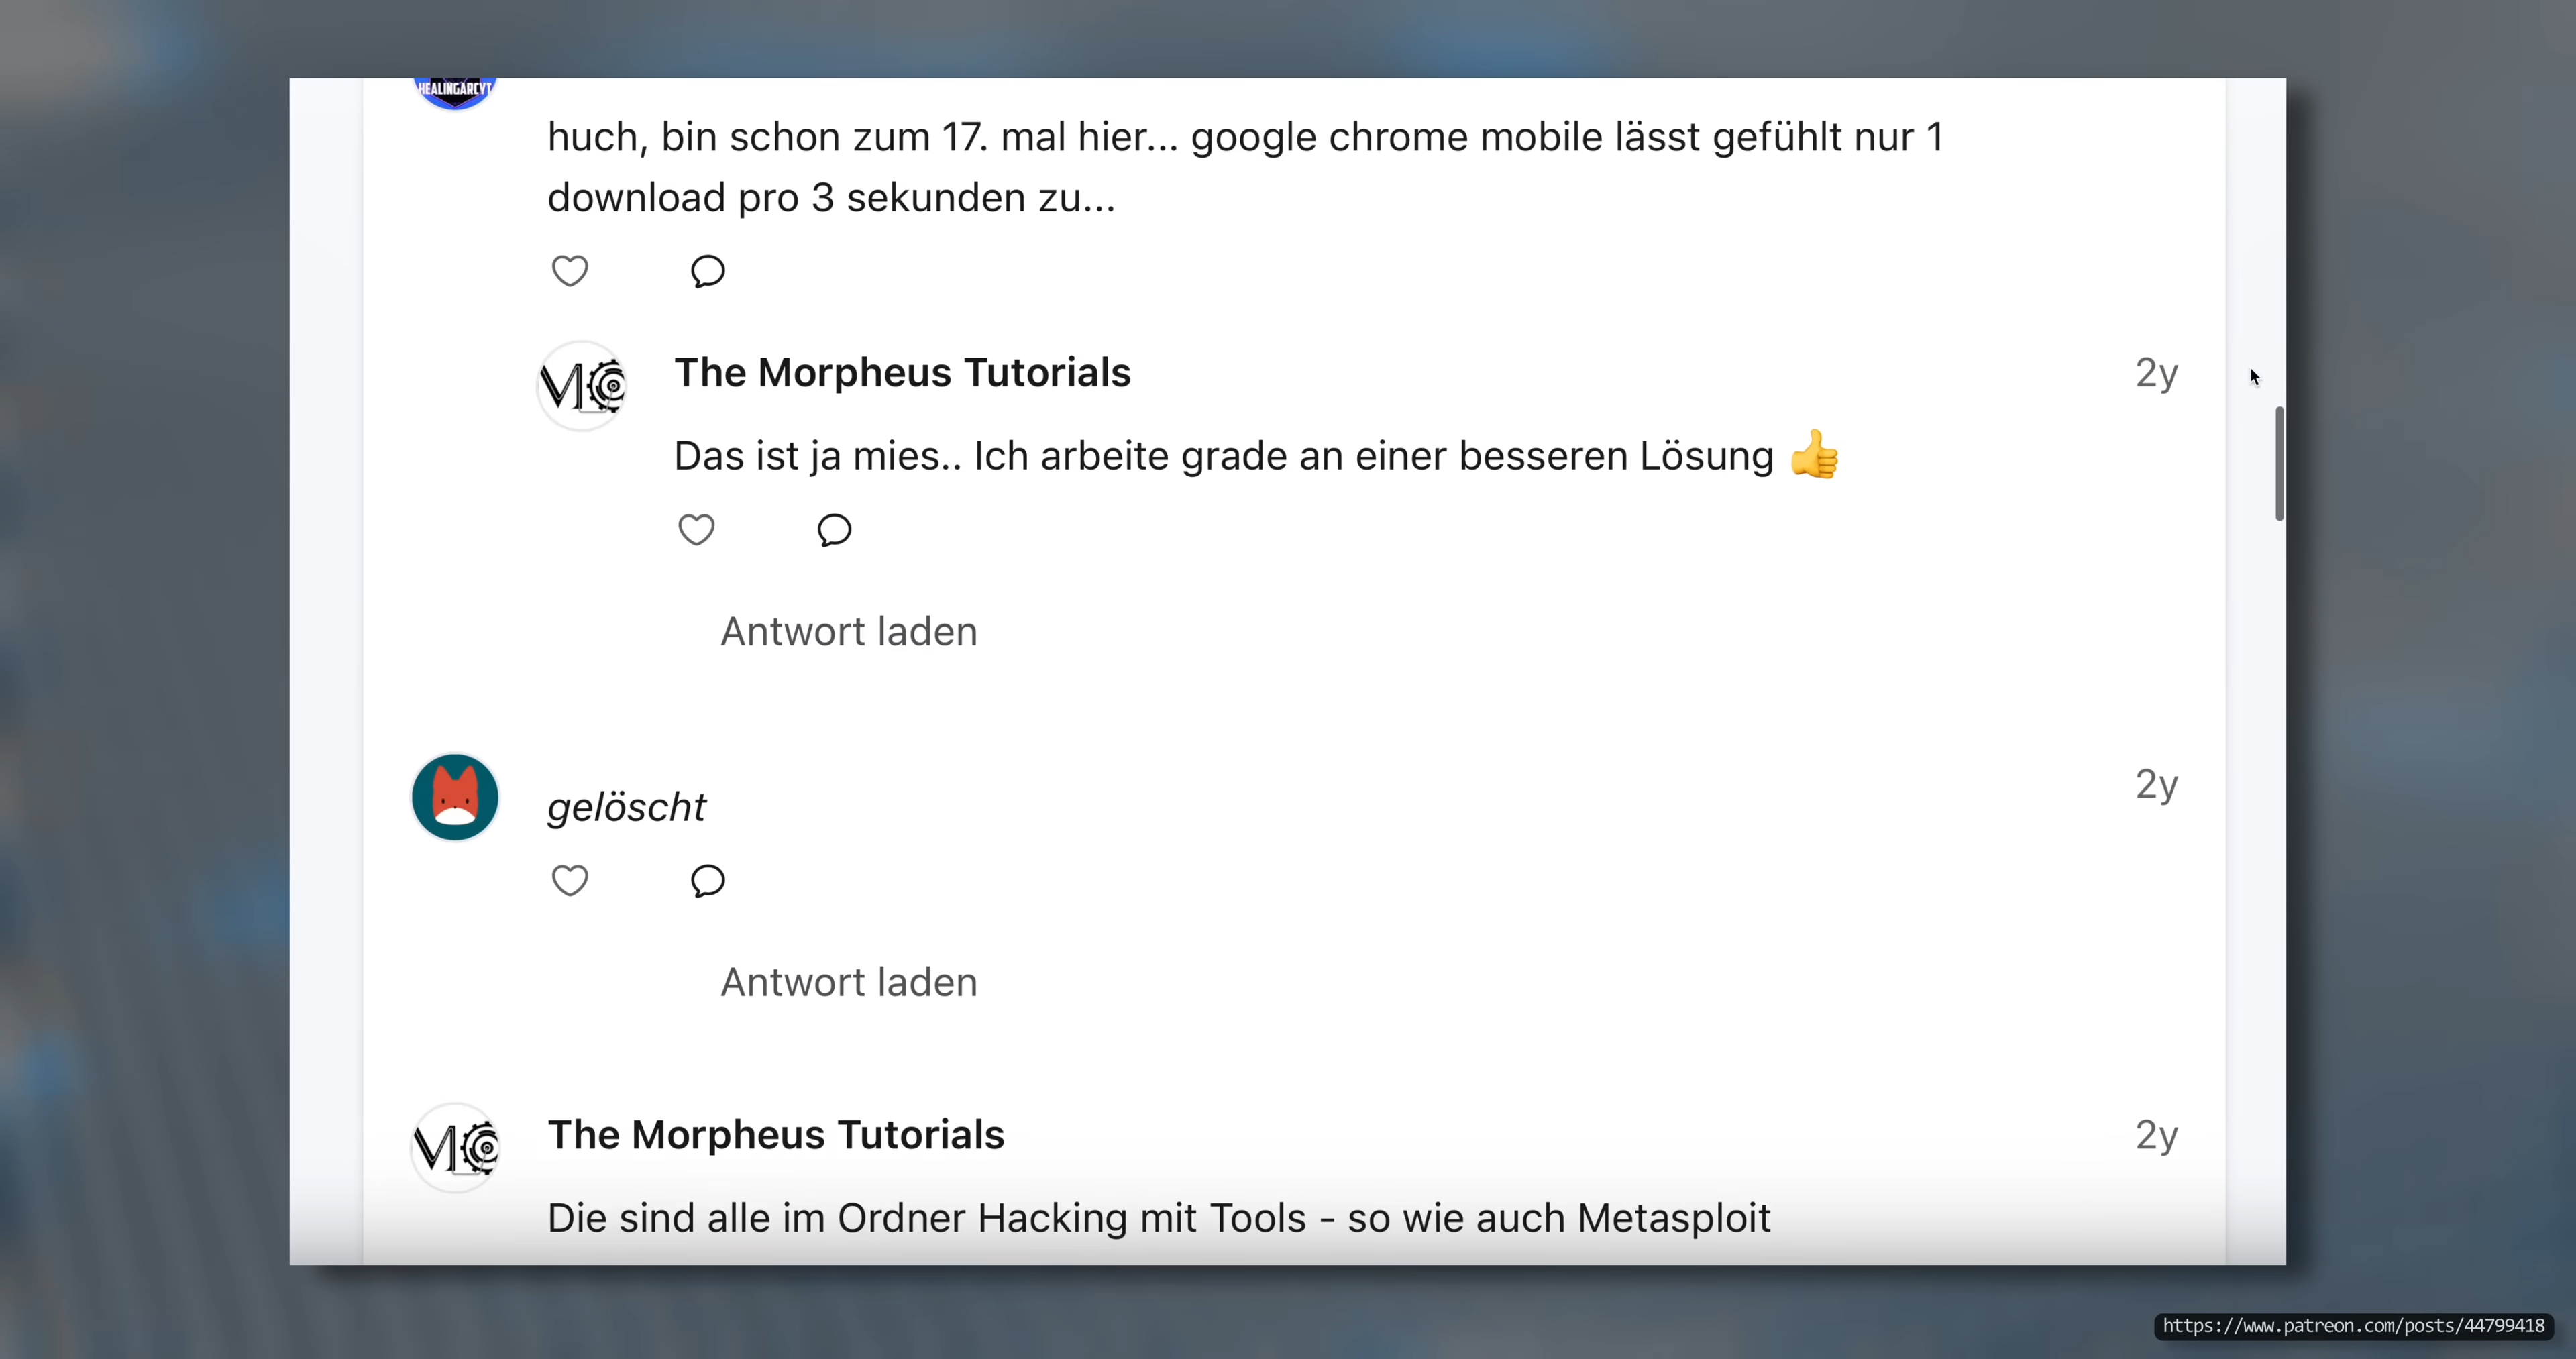 HEALINGARCYT
huch, bin schon zum 17. mal hier... google chrome mobile lässt gefühlt nur 1
download pro 3 sekunden zu...
The Morpheus Tutorials
2y
Das ist ja mies.. Ich arbeite grade an einer besseren Lösung 👍
Antwort laden
2y
gelöscht
Antwort laden
The Morpheus Tutorials
2y
Die sind alle im Ordner Hacking mit Tools - so wie auch Metasploit
https://www.patreon.com/posts/44799418